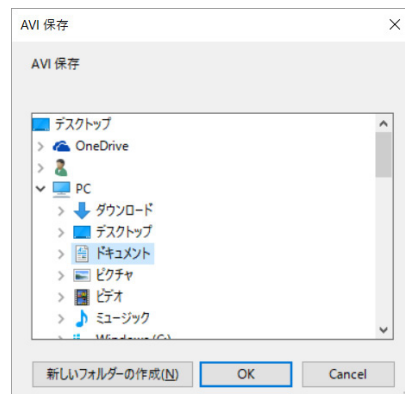 AVI 保存
AVI 保存
デスクトップ
OneDrive
PC
ダウンロード
デスクトップ
ドキュメント
ピクチャ
ビデオ
ミュージック
Windows (C:)
新しいフォルダーの作成(N)
OK
Cancel